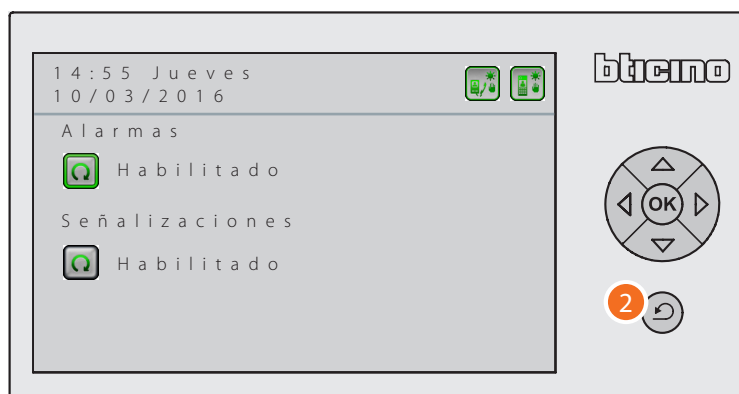 14:55 Jueves
10/03/2016
Alarmas
Habilitado
Señalizaciones
Habilitado
bticino
OK
2